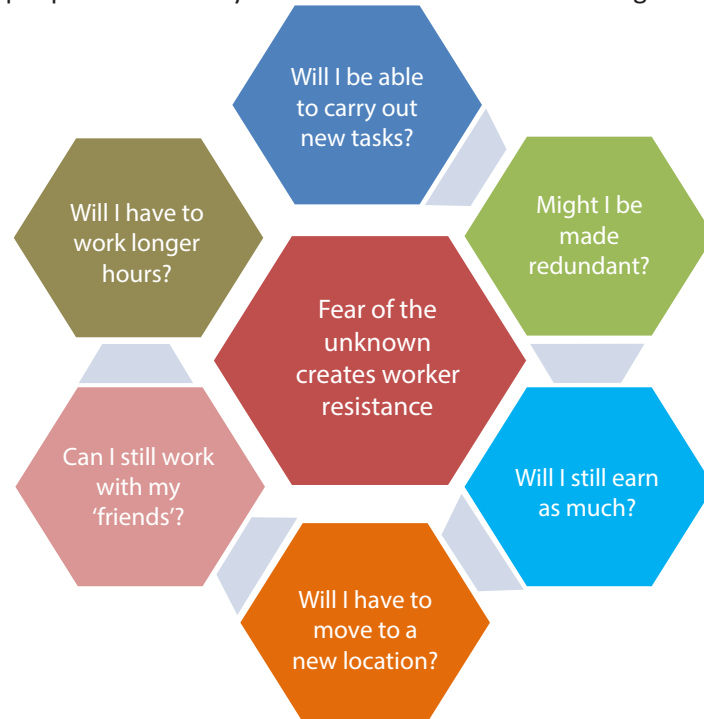 Will I be able
to carry out
new tasks?
Might I be
made
redundant?
Will I have to
work longer
hours?
Fear of the
unknown
creates worker
resistance
Can I still work
with my
‘friends’?
Will I still earn
as much?
Will I have to
move to a
new location?